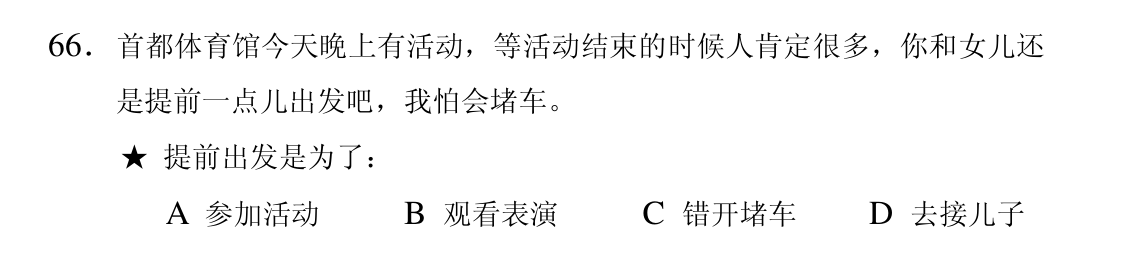 66． 首都体育馆今天晚上有活动，等活动结束的时候人肯定很多，你和女儿还
是提前一点儿出发吧，我怕会堵车。
★ 提前出发是为了：
A 参加活动 B 观看表演 C 错开堵车 D 去接儿子